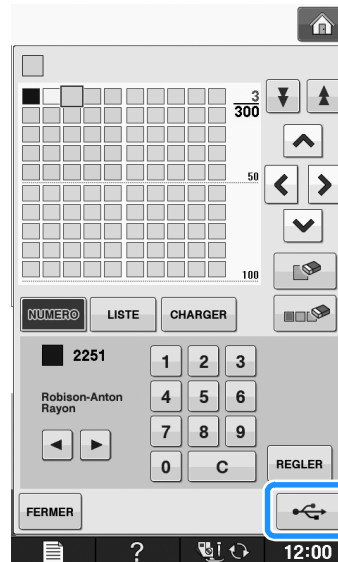 3
300
50
100
NUMERO LISTE CHARGER
2251
1 2 3
Robison-Anton
Rayon
4 5 6
7 8 9
0 C REGLER
FERMER
? 12:00